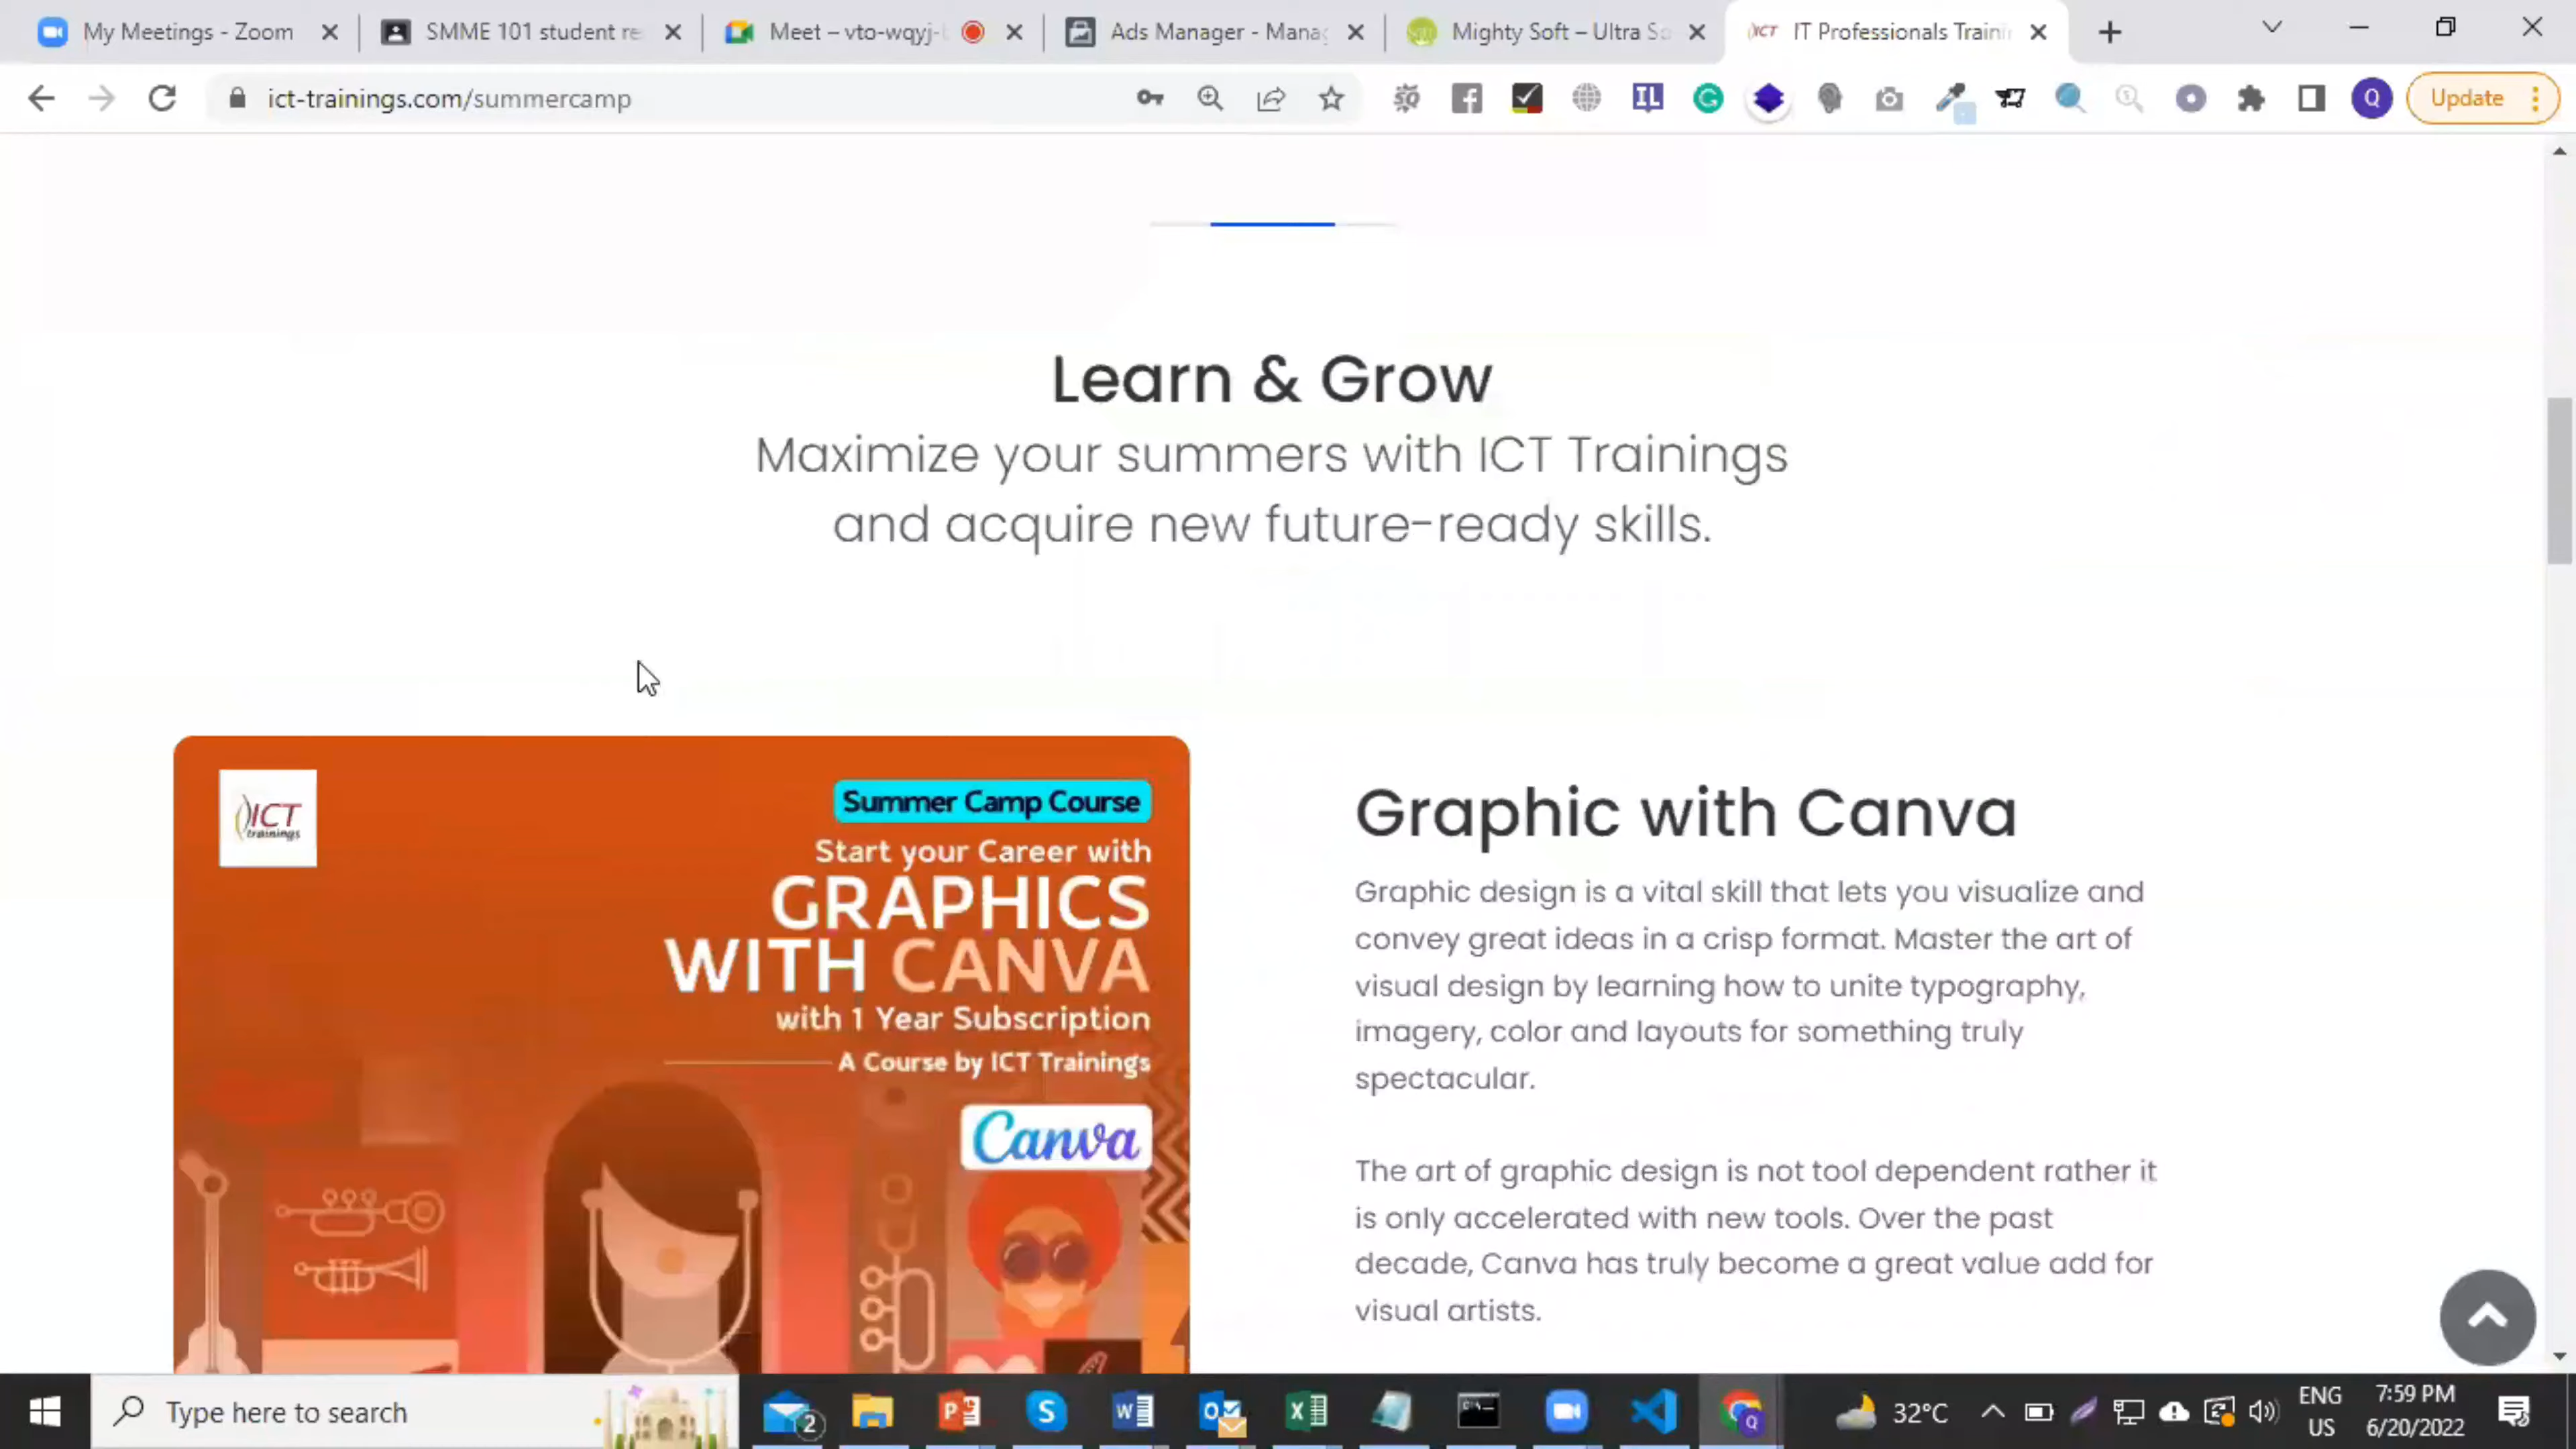 My Meetings - Zoom
SMME 101 student re
Meet – vto-wqyj-
Ads Manager - Mana
Mighty Soft – Ultra So
ICT IT Professionals Traini
ict-trainings.com/summercamp
SQ
IL
Q
Update
Learn & Grow
Maximize your summers with ICT Trainings
and acquire new future-ready skills.
ICT
trainings
Summer Camp Course
Start your Career with
GRAPHICS
WITH CANVA
with 1 Year Subscription
A Course by ICT Trainings
Canva
Graphic with Canva
Graphic design is a vital skill that lets you visualize and
convey great ideas in a crisp format. Master the art of
visual design by learning how to unite typography,
imagery, color and layouts for something truly
spectacular.
The art of graphic design is not tool dependent rather it
is only accelerated with new tools. Over the past
decade, Canva has truly become a great value add for
visual artists.
Type here to search
2
32°C
ENG
US
7:59 PM
6/20/2022